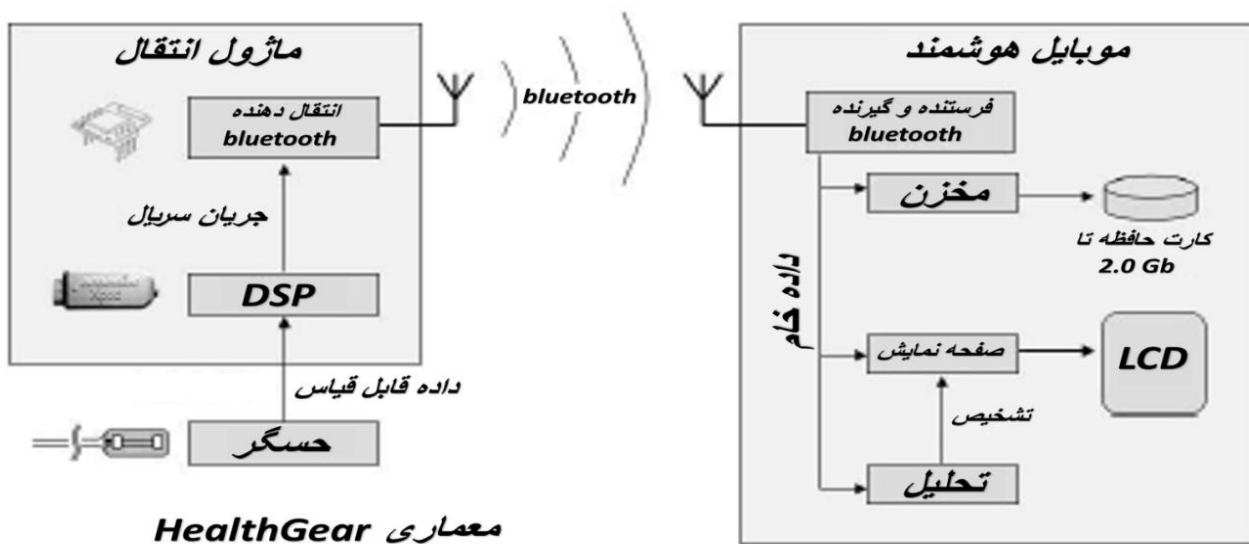 ماژول انتقال
انتقال دهنده
bluetooth
جریان سریال
DSP
داده قابل قیاس
حسگر
bluetooth
موبایل هوشمند
فرستنده و گیرنده
bluetooth
مخزن
کارت حافظه تا
2.0 Gb
داده خام
صفحه نمایش
LCD
تشخیص
تحلیل
معماری HealthGear